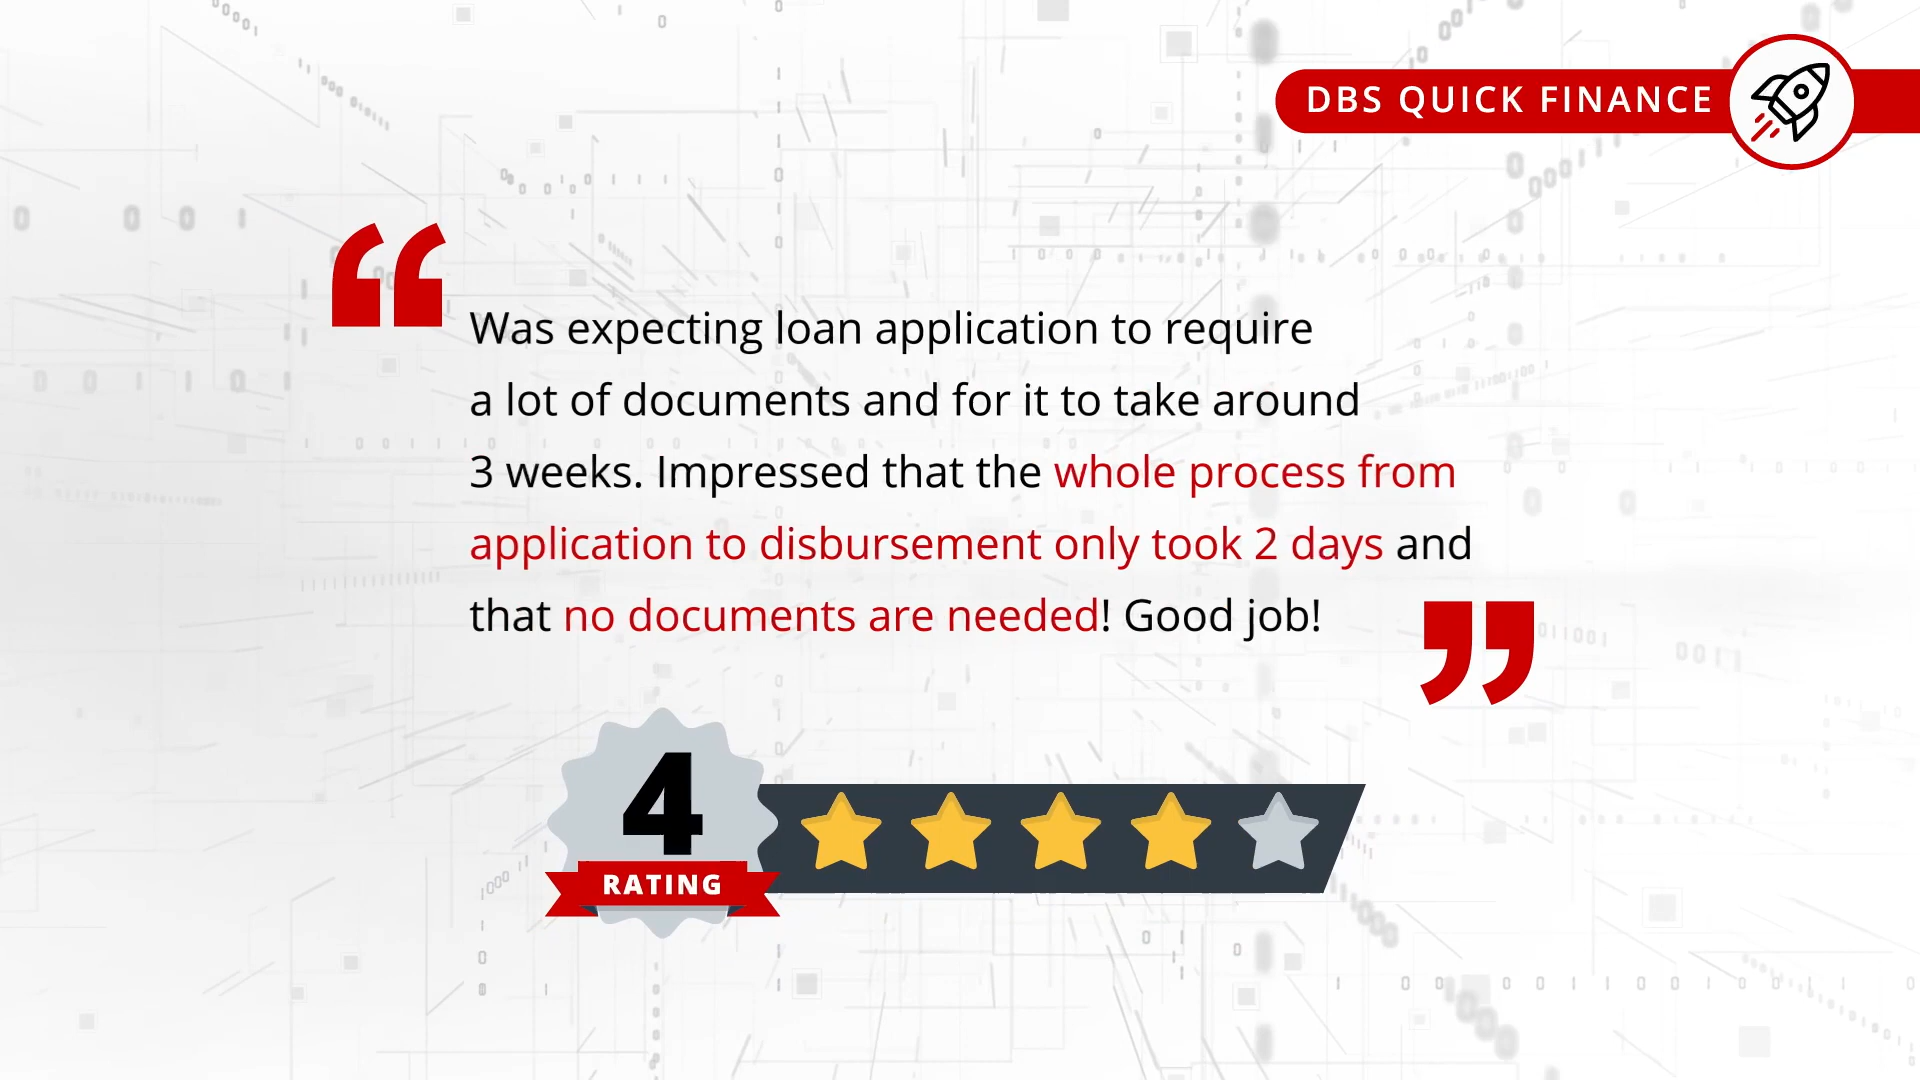 DBS QUICK FINANCE
“Was expecting loan application to require
a lot of documents and for it to take around
3 weeks. Impressed that the whole process from
application to disbursement only took 2 days and
that no documents are needed! Good job!”
4
RATING